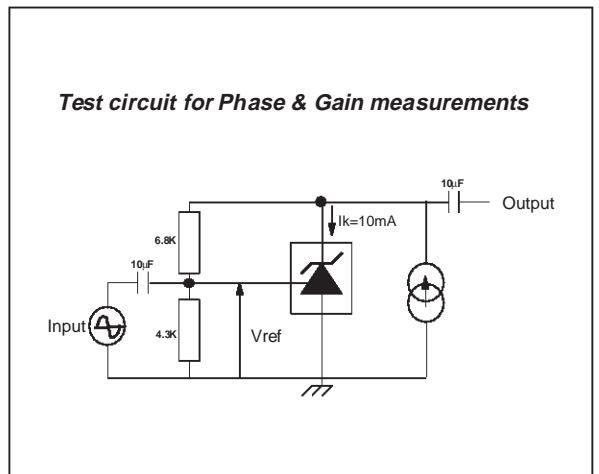 Test circuit for Phase & Gain measurements
10µF
Output
Ik=10mA
6.8K
10µF
Input
4.3K
Vref